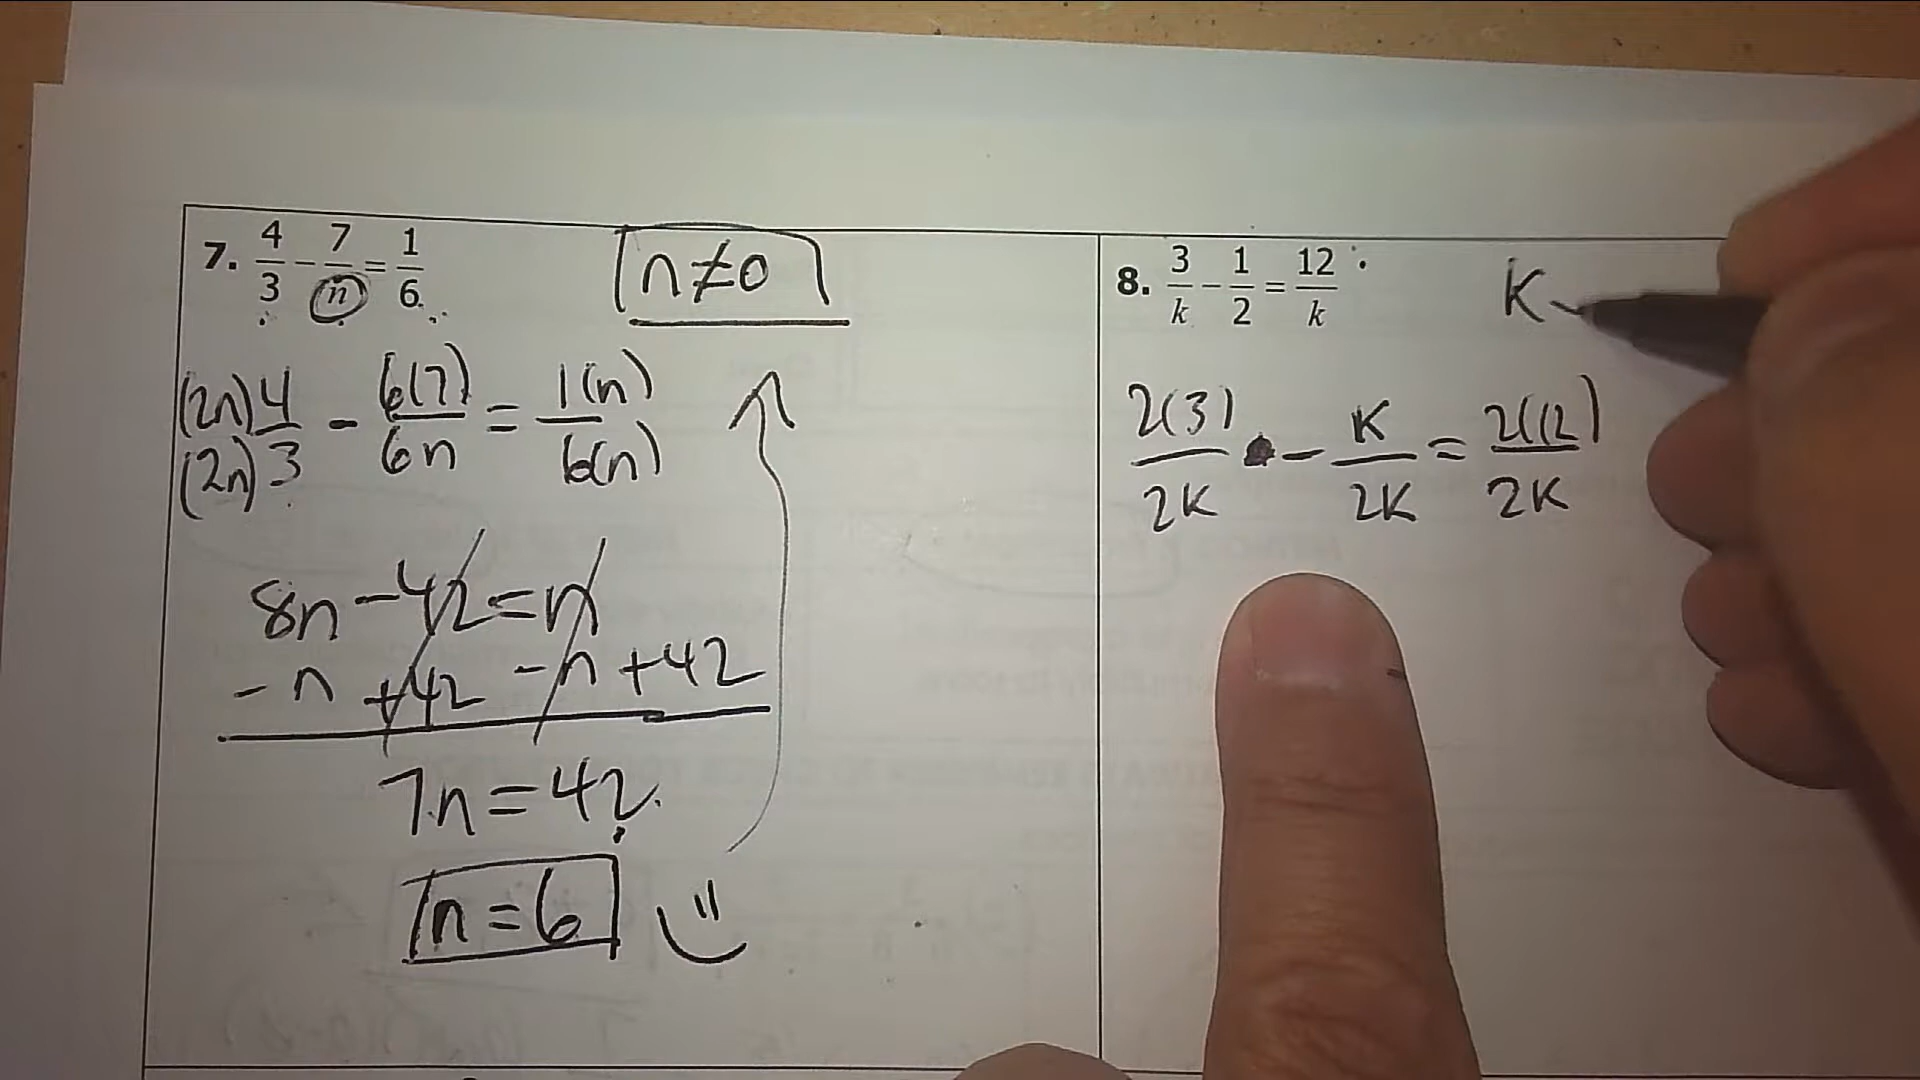 7. 4/3 - 7/n = 1/6
n≠0
(2n)4/(2n)3 - 6(7)/6n = 1(n)/6(n)
8n - 42 = n
- n + 42 - n + 42
7n = 42
n = 6
8. 3/k - 1/2 = 12/k
K
2(3)/2K - K/2K = 2(12)/2K